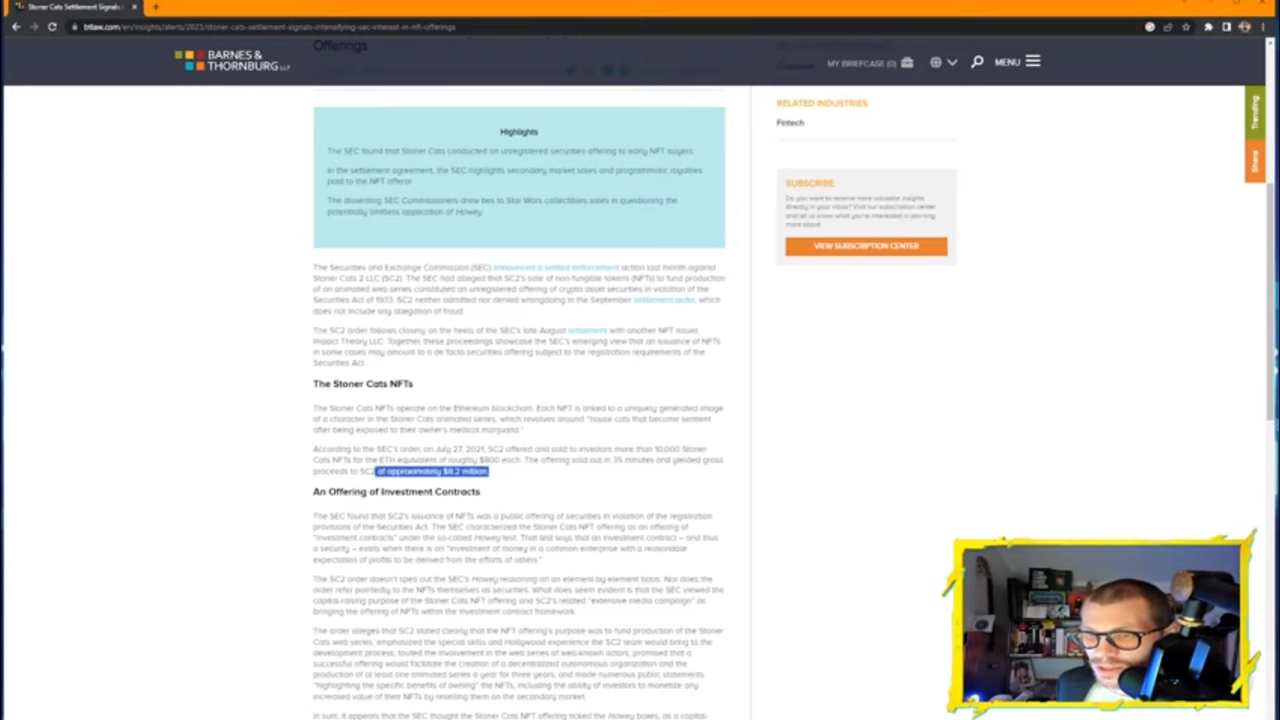 Stoner Cats Settlement Signals
btlaw.com/en/insights/alerts/2023/stoner-cats-settlement-signals-intensifying-sec-interest-in-nft-offerings
BARNES &
THORNBURG LLP
MY BRIEFCASE (0)
MENU
Offerings
RELATED INDUSTRIES
Fintech
Trending
Share
Highlights
The SEC found that Stoner Cats conducted an unregistered securities offering to early NFT buyers
In the settlement agreement, the SEC highlights secondary market sales and programmatic royalties
paid to the NFT offeror
The dissenting SEC Commissioners drew ties to Star Wars collectibles sales in questioning the
potentially limitless application of Howey
SUBSCRIBE
Do you want to receive more valuable insights
directly in your inbox? Visit our subscription center
and let us know what you're interested in learning
more about.
VIEW SUBSCRIPTION CENTER
The Securities and Exchange Commission (SEC) announced a settled enforcement action last month against
Stoner Cats 2 LLC (SC2). The SEC had alleged that SC2's sale of non-fungible tokens (NFTs) to fund production
of an animated web series constituted an unregistered offering of crypto asset securities in violation of the
Securities Act of 1933. SC2 neither admitted nor denied wrongdoing in the September settlement order, which
does not include any allegation of fraud.
The SC2 order follows closely on the heels of the SEC's late August settlement with another NFT issuer,
Impact Theory LLC. Together, these proceedings showcase the SEC's emerging view that an issuance of NFTs
in some cases may amount to a de facto securities offering subject to the registration requirements of the
Securities Act.
The Stoner Cats NFTs
The Stoner Cats NFTs operate on the Ethereum blockchain. Each NFT is linked to a uniquely generated image
of a character in the Stoner Cats animated series, which revolves around "house cats that become sentient
after being exposed to their owner's medical marijuana."
According to the SEC's order, on July 27, 2021, SC2 offered and sold to investors more than 10,000 Stoner
Cats NFTs for the ETH equivalent of roughly $800 each. The offering sold out in 35 minutes and yielded gross
proceeds to SC2 of approximately $8.2 million.
An Offering of Investment Contracts
The SEC found that SC2's issuance of NFTs was a public offering of securities in violation of the registration
provisions of the Securities Act. The SEC characterized the Stoner Cats NFT offering as an offering of
"investment contracts" under the so-called Howey test. That test says that an investment contract – and thus
a security – exists when there is an "investment of money in a common enterprise with a reasonable
expectation of profits to be derived from the efforts of others."
The SC2 order doesn't spell out the SEC's Howey reasoning on an element by element basis. Nor does the
order refer pointedly to the NFTs themselves as securities. What does seem evident is that the SEC viewed the
capital-raising purpose of the Stoner Cats NFT offering and SC2's related "extensive media campaign" as
bringing the offering of NFTs within the investment contract framework.
The order alleges that SC2 stated clearly that the NFT offering's purpose was to fund production of the Stoner
Cats web series; emphasized the special skills and Hollywood experience the SC2 team would bring to the
development process; touted the involvement in the web series of well-known actors; promised that a
successful offering would facilitate the creation of a decentralized autonomous organization and the
production of at least one animated series a year for three years; and made numerous public statements
"highlighting the specific benefits of owning" the NFTs, including the ability of investors to monetize any
increased value of their NFTs by reselling them on the secondary market.
In sum, it appears that the SEC thought the Stoner Cats NFT offering ticked the Howey boxes, as a capital-